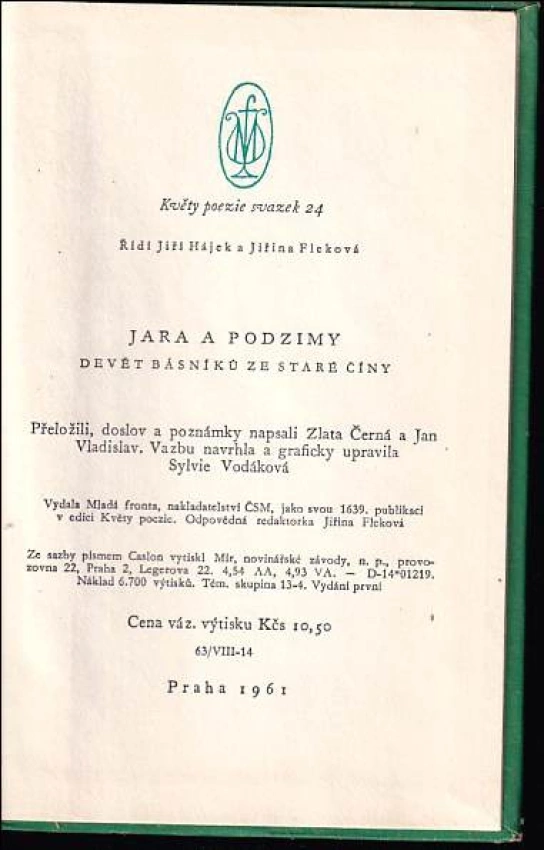 Květy poezie svazek 24
Řídí Jiří Hájek a Jiřina Flcková
JARA A PODZIMY
DEVĚT BÁSNÍKŮ ZE STARÉ ČÍNY
Přeložili, doslov a poznámky napsali Zlata Černá a Jan
Vladislav. Vazbu navrhla a graficky upravila
Sylvie Vodáková
Vydala Mladá fronta, nakladatelství ČSM, jako svou 1639. publikaci
v edici Květy poezie. Odpovědná redaktorka Jiřina Flcková
Ze sazby písmem Caslon vytiskl Mír, novinářské závody, n. p., provo-
zovna 22, Praha 2, Legerova 22. 4,54 AA, 4,93 VA. — D-14*01219.
Náklad 6.700 výtisků. Tém. skupina 13-4. Vydání první
Cena váz. výtisku Kčs 10,50
63/VIII-14
Praha 1961